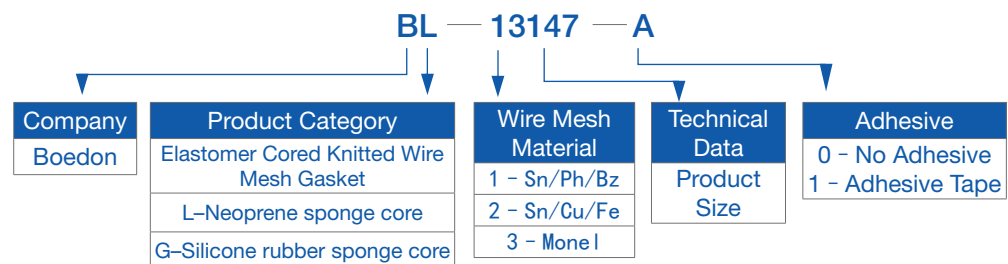 BL — 13147 — A
Company
Boedon
Product Category
Elastomer Cored Knitted Wire
Mesh Gasket
L–Neoprene sponge core
G–Silicone rubber sponge core
Wire Mesh
Material
1 – Sn/Ph/Bz
2 – Sn/Cu/Fe
3 – Monel
Technical
Data
Product
Size
Adhesive
0 – No Adhesive
1 – Adhesive Tape